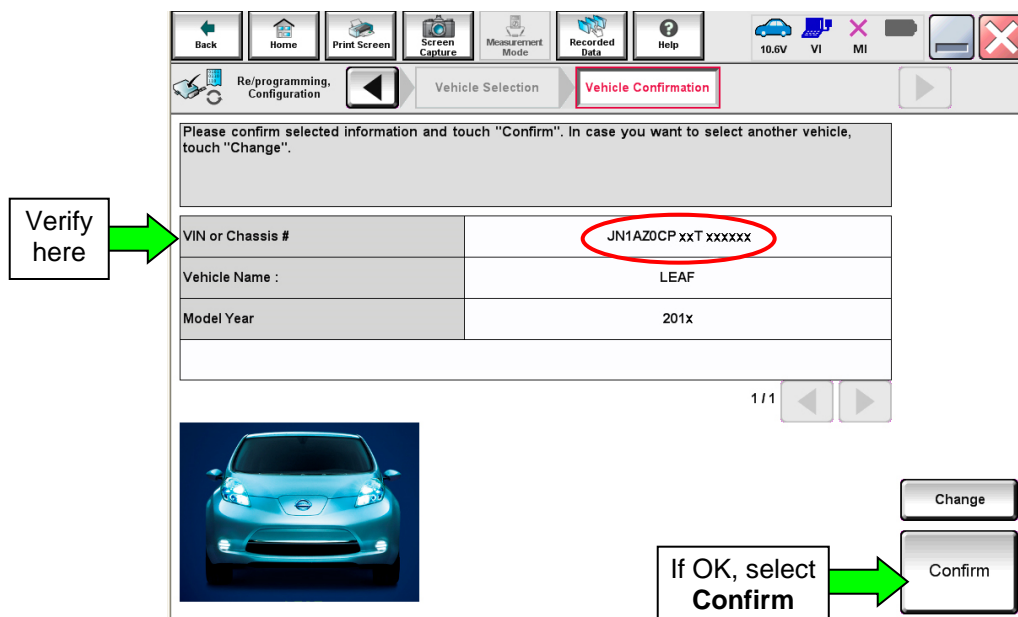 Back
Home
Print Screen
Screen
Capture
Measurement
Mode
Recorded
Data
Help
10.6V
VI
MI
Re/programming,
Configuration
Vehicle Selection
Vehicle Confirmation
Please confirm selected information and touch "Confirm". In case you want to select another vehicle,
touch "Change".
Verify
here
VIN or Chassis #
JN1AZ0CP xxT xxxxxx
Vehicle Name :
LEAF
Model Year
201x
1 / 1
Change
If OK, select
Confirm
Confirm